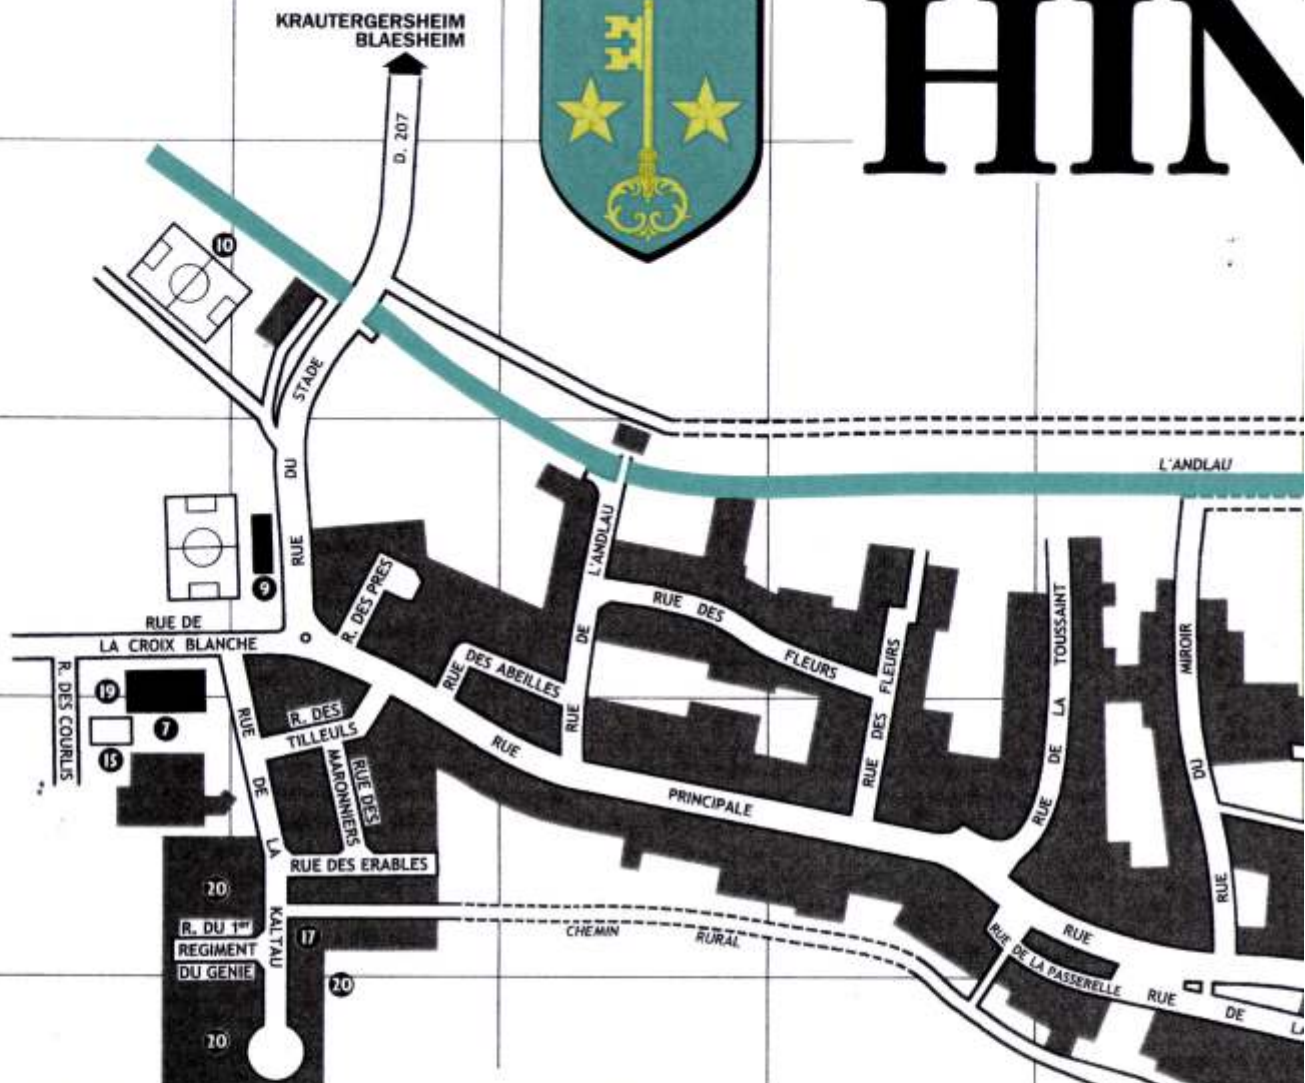 KRAUTERGERSHEIM
BLAESHEIM
HIN
D. 207
10
STADE
DU
RUE
L'ANDLAU
9
RUE DE
LA CROIX BLANCHE
R. DES PRES
L'ANDLAU
DE
RUE
RUE DES
FLEURS
RUE DES FLEURS
RUE DE LA TOUSSAINT
MIROIR
DU
RUE
R. DES COURLIS
19
7
15
RUE DES ABEILLES
R. DES
TILLEULS
RUE DES
MARONNIERS
RUE DE LA KALTAU
RUE PRINCIPALE
RUE DES ERABLES
20
R. DU 1er
REGIMENT
DU GENIE
17
20
20
CHEMIN RURAL
RUE
RUE DE LA PASSERELLE
RUE DE LA